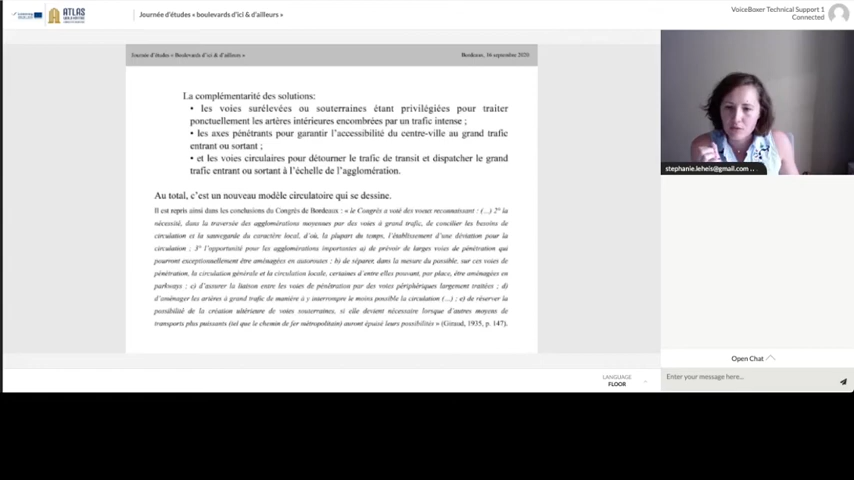 ATLAS
Journée d'études « boulevards d'ici & d'ailleurs »
VoiceBoxer Technical Support 1
Connected
Journée d'études « Boulevards d'ici & d'ailleurs »
Bordeaux, 16 septembre 2020
La complémentarité des solutions:
• les voies surélevées ou souterraines étant privilégiées pour traiter
ponctuellement les artères intérieures encombrées par un trafic intense ;
• les axes pénétrants pour garantir l'accessibilité du centre-ville au grand trafic
entrant ou sortant ;
• et les voies circulaires pour détourner le trafic de transit et dispatcher le grand
trafic entrant ou sortant à l'échelle de l'agglomération.
Au total, c'est un nouveau modèle circulatoire qui se dessine.
Il est repris ainsi dans les conclusions du Congrès de Bordeaux : « le Congrès a voté des voeux reconnaissant : (...) 2° la
nécessité, dans la traversée des agglomérations moyennes par des voies à grand trafic, de concilier les besoins de
circulation et la sauvegarde du caractère local, d'où, la plupart du temps, l'établissement d'une déviation pour la
circulation ; 3° l'opportunité pour les agglomérations importantes a) de prévoir de larges voies de pénétration qui
pourront exceptionnellement être aménagées en autoroutes ; b) de séparer, dans la mesure du possible, sur ces voies de
pénétration, la circulation générale et la circulation locale, certaines d'entre elles pouvant, par place, être aménagées en
parkways ; c) d'assurer la liaison entre les voies de pénétration par des voies périphériques largement traitées ; d)
d'aménager les artères à grand trafic de manière à y interrompre le moins possible la circulation (...) ; e) de réserver la
possibilité de la création ultérieure de voies souterraines, si elle devient nécessaire lorsque d'autres moyens de
transports plus puissants (tel que le chemin de fer métropolitain) auront épuisé leurs possibilités » (Giraud, 1935, p. 147).
stephanie.leheis@gmail.com ..
Open Chat
LANGUAGE
FLOOR
Enter your message here...